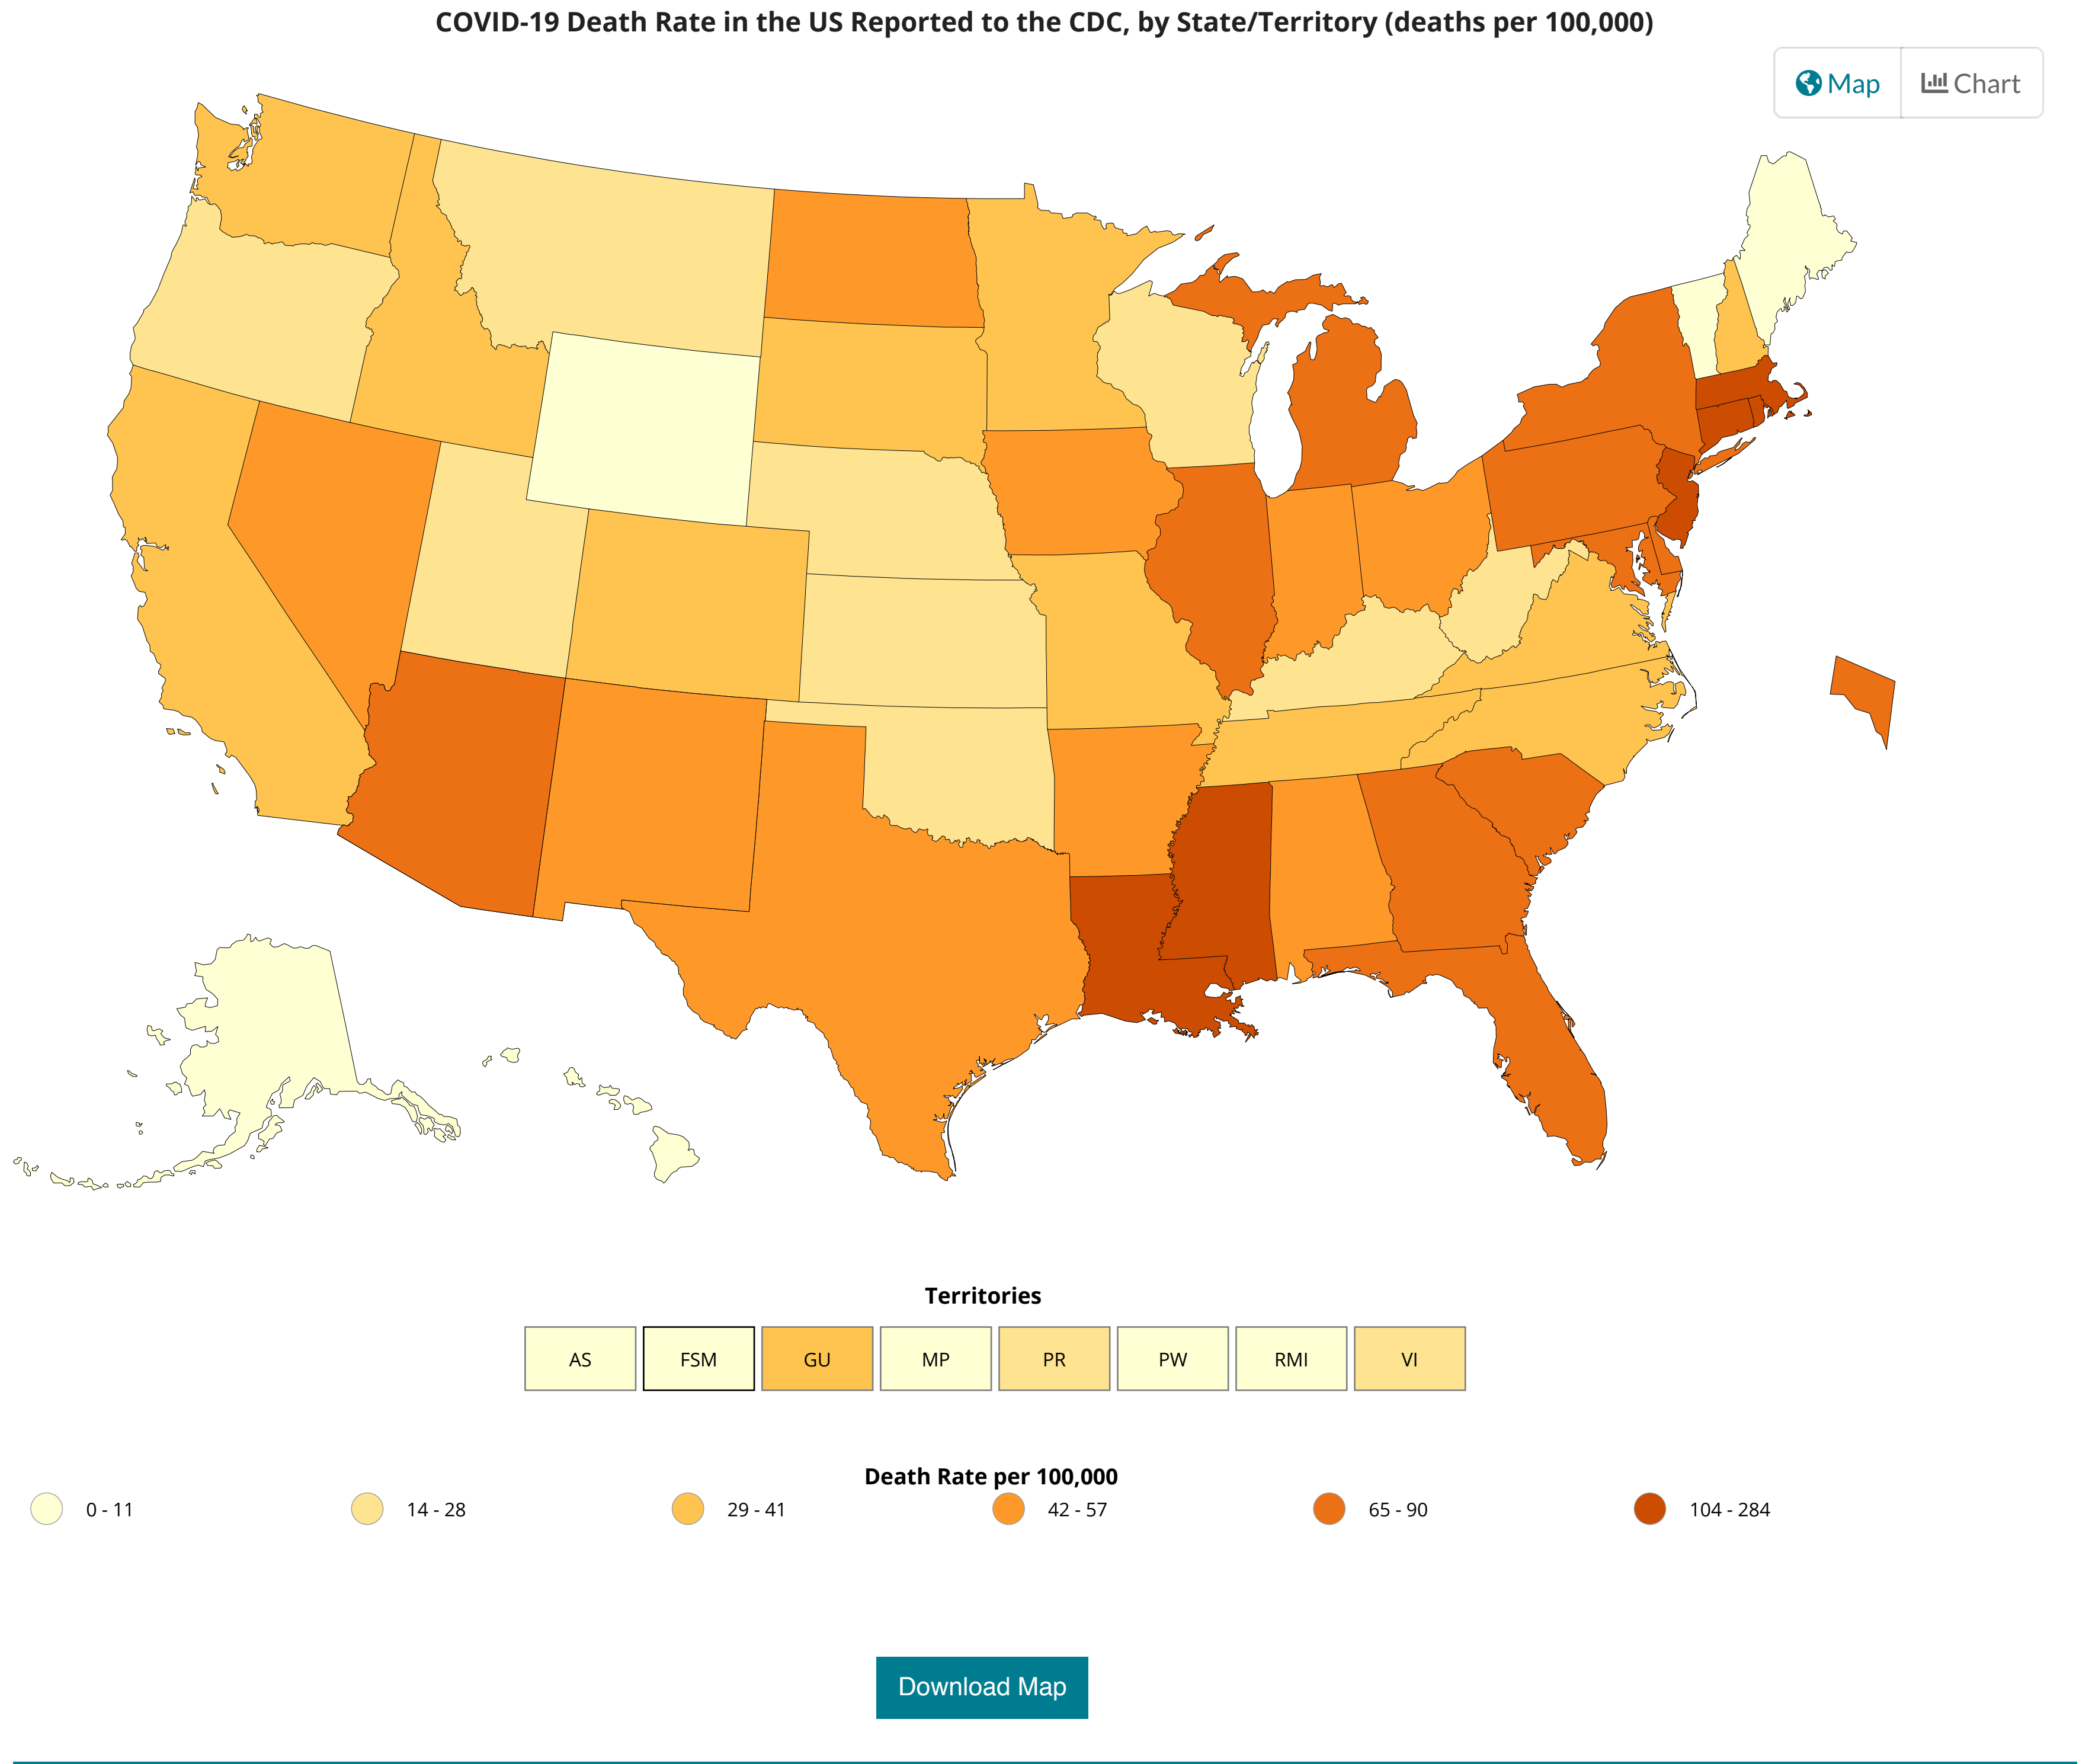 COVID-19 Death Rate in the US Reported to the CDC, by State/Territory (deaths per 100,000)
Map Chart
Territories
AS FSM GU MP PR PW RMI VI
Death Rate per 100,000
0 - 11 14 - 28 29 - 41 42 - 57 65 - 90 104 - 284
Download Map